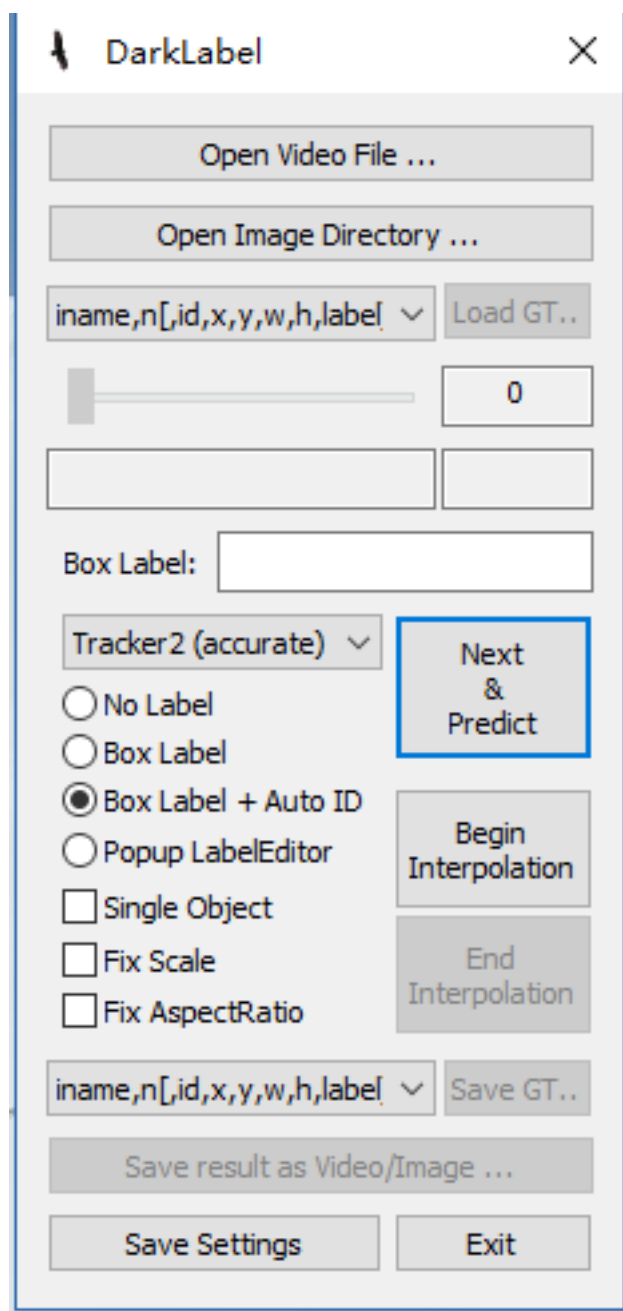 DarkLabel
Open Video File ...
Open Image Directory ...
iname,n[,id,x,y,w,h,label[
Load GT..
0
Box Label:
Tracker2 (accurate)
Next
&
Predict
No Label
Box Label
Box Label + Auto ID
Popup LabelEditor
Begin
Interpolation
Single Object
Fix Scale
Fix AspectRatio
End
Interpolation
iname,n[,id,x,y,w,h,label[
Save GT..
Save result as Video/Image ...
Save Settings
Exit